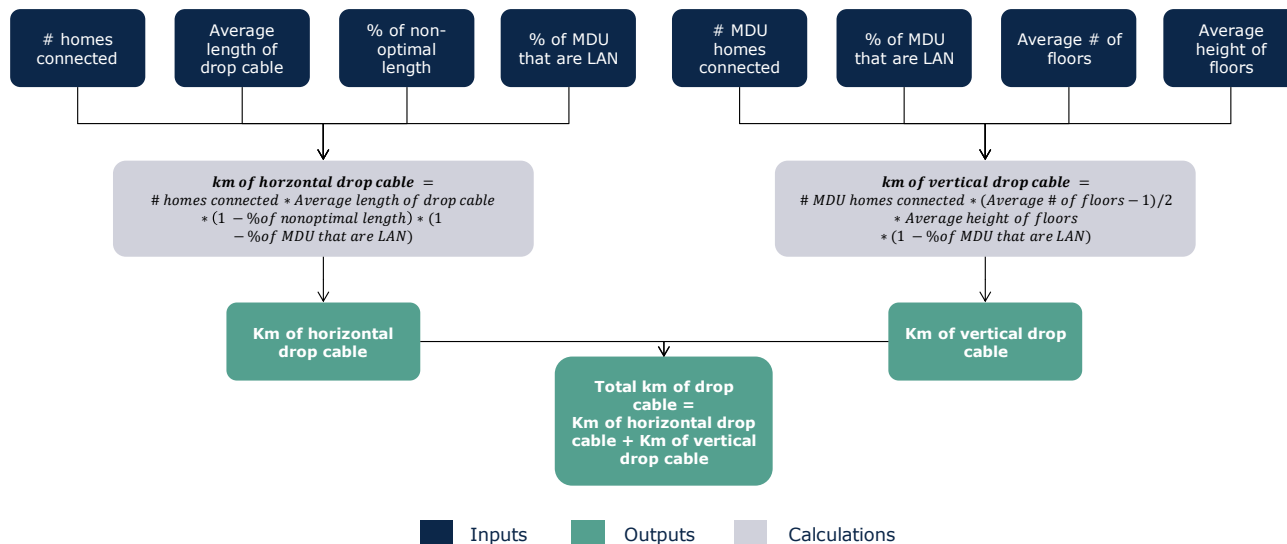 # homes
connected
Average
length of
drop cable
% of non-
optimal
length
% of MDU
that are LAN
# MDU
homes
connected
% of MDU
that are LAN
Average # of
floors
Average
height of
floors
km of horzontal drop cable =
# homes connected * Average length of drop cable
* (1 - %of nonoptimal length) * (1
- %of MDU that are LAN)
km of vertical drop cable =
# MDU homes connected * (Average # of floors - 1)/2
* Average height of floors
* (1 - %of MDU that are LAN)
Km of horizontal
drop cable
Km of vertical drop
cable
Total km of drop
cable =
Km of horizontal drop
cable + Km of vertical
drop cable
Inputs
Outputs
Calculations